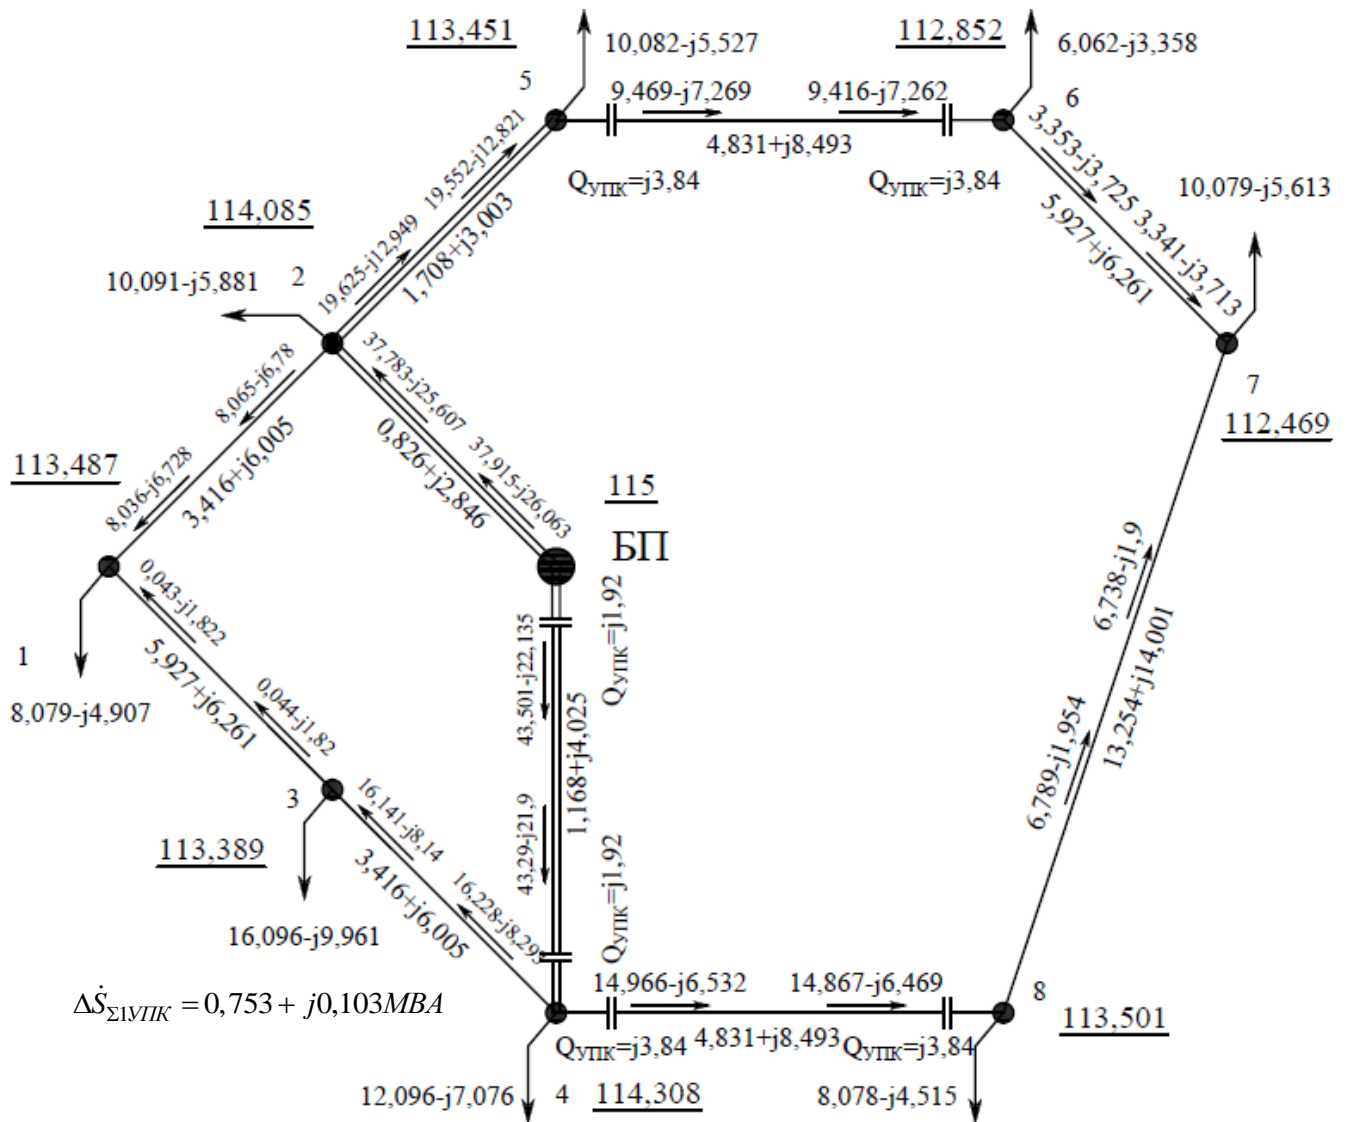 113,451
112,852
10,082-j5,527
6,062-j3,358
5
9,469-j7,269
9,416-j7,262
6
4,831+j8,493
QУПК=j3,84
QУПК=j3,84
19,552-j12,821
19,625-j12,949
1,708+j3,003
3,353-j3,725
3,341-j3,713
5,927+j6,261
10,079-j5,613
114,085
2
10,091-j5,881
7
112,469
37,783-j25,607
37,915-j26,063
0,826+j2,846
8,065-j6,78
8,036-j6,728
3,416+j6,005
113,487
115
БП
QУПК=j1,92
43,501-j22,135
1,168+j4,025
43,29-j21,9
QУПК=j1,92
6,738-j1,9
6,789-j1,954
13,254+j14,001
0,043-j1,822
0,044-j1,82
5,927+j6,261
1
8,079-j4,907
3
113,389
16,141-j8,14
16,228-j8,295
3,416+j6,005
16,096-j9,961
ΔṠΣ1УПК = 0,753 + j0,103МВА
14,966-j6,532
14,867-j6,469
8
113,501
QУПК=j3,84
4,831+j8,493
QУПК=j3,84
12,096-j7,076
4
114,308
8,078-j4,515